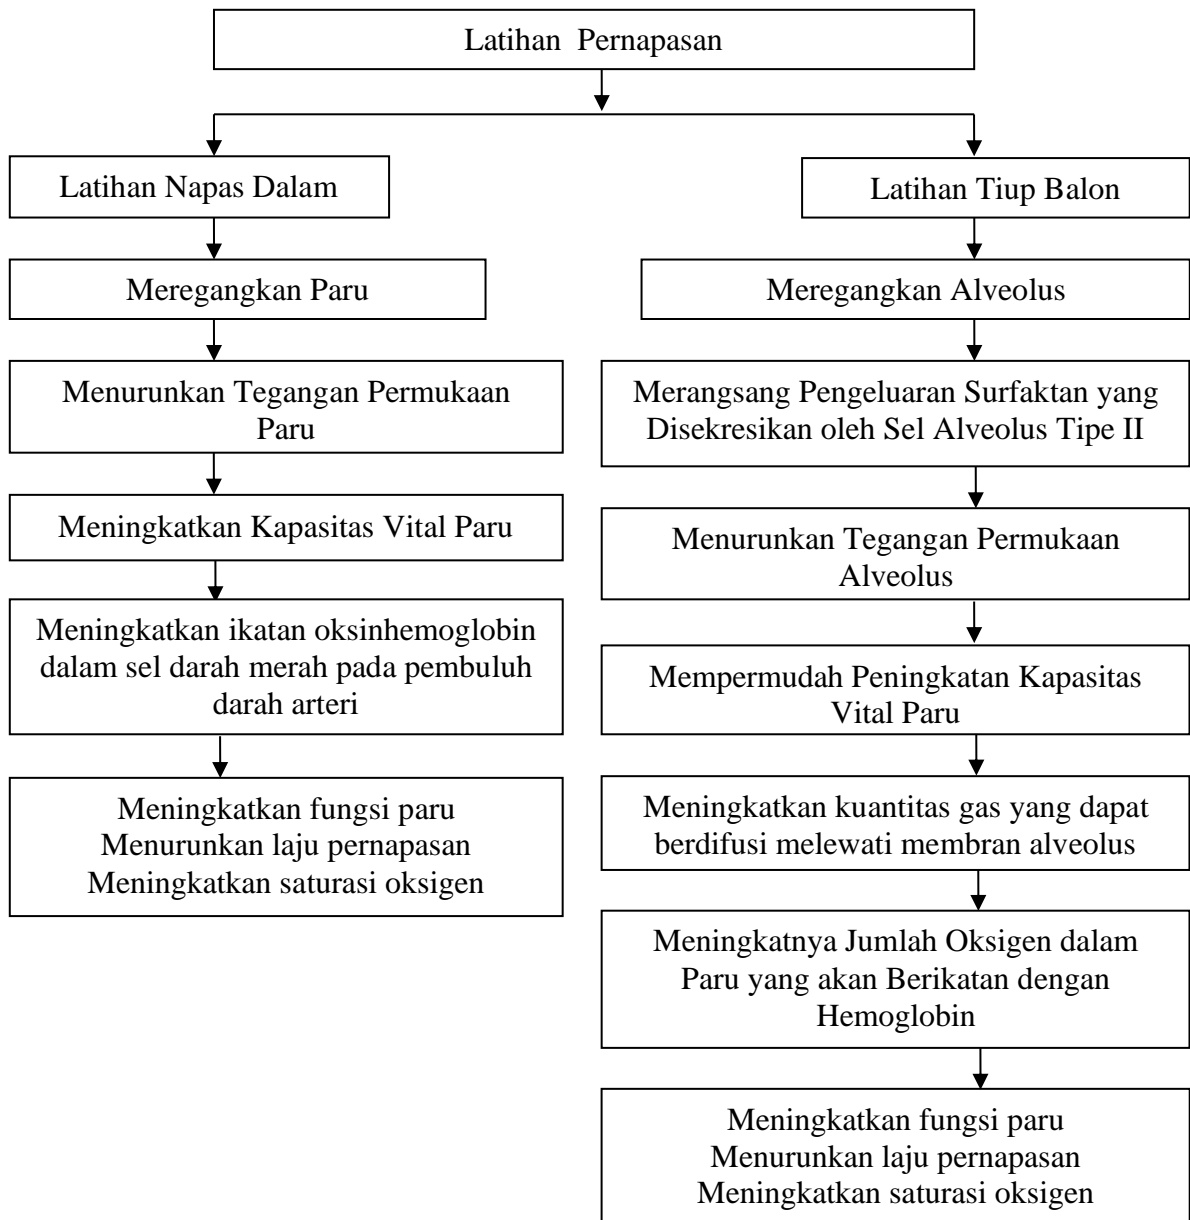 Latihan Pernapasan
Latihan Napas Dalam
Meregangkan Paru
Menurunkan Tegangan Permukaan
Paru
Meningkatkan Kapasitas Vital Paru
Meningkatkan ikatan oksinhemoglobin
dalam sel darah merah pada pembuluh
darah arteri
Meningkatkan fungsi paru
Menurunkan laju pernapasan
Meningkatkan saturasi oksigen
Latihan Tiup Balon
Meregangkan Alveolus
Merangsang Pengeluaran Surfaktan yang
Disekresikan oleh Sel Alveolus Tipe II
Menurunkan Tegangan Permukaan
Alveolus
Mempermudah Peningkatan Kapasitas
Vital Paru
Meningkatkan kuantitas gas yang dapat
berdifusi melewati membran alveolus
Meningkatnya Jumlah Oksigen dalam
Paru yang akan Berikatan dengan
Hemoglobin
Meningkatkan fungsi paru
Menurunkan laju pernapasan
Meningkatkan saturasi oksigen